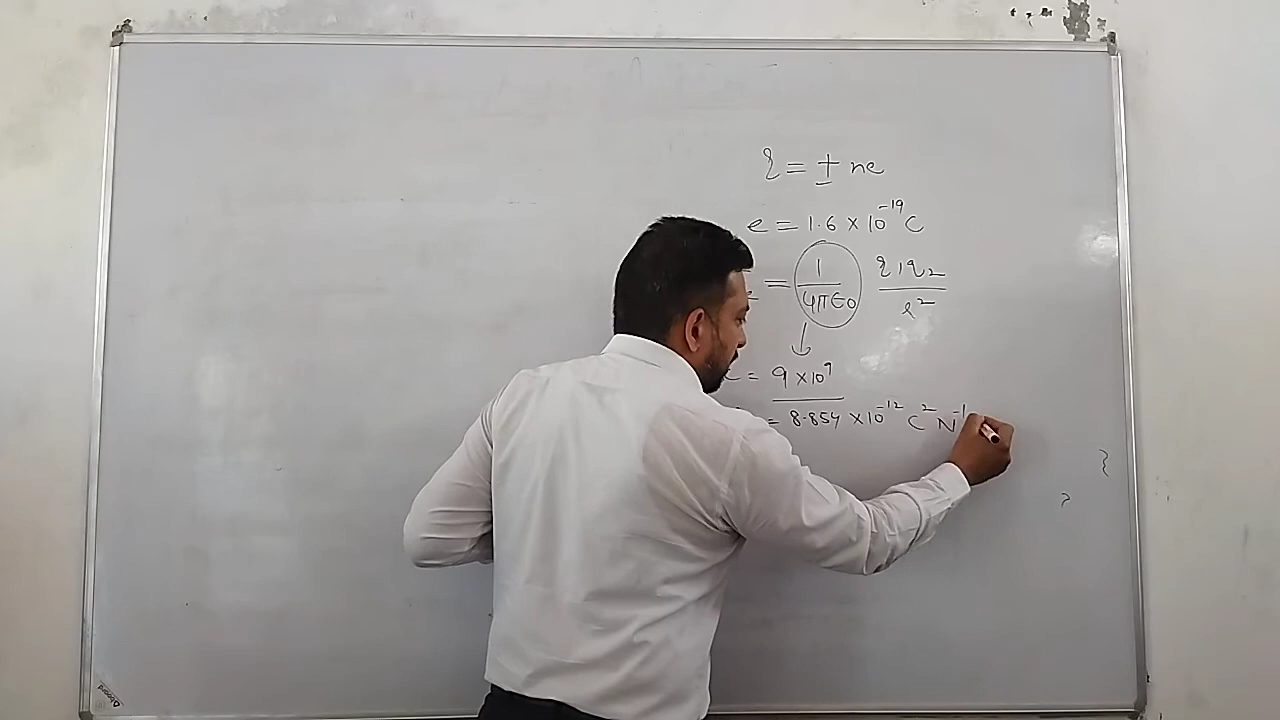 q = ± ne
e = 1.6 × 10⁻¹⁹ C
= 1/4πε₀ q₁q₂/r²
= 9 × 10⁹
= 8.854 × 10⁻¹² C² N⁻¹